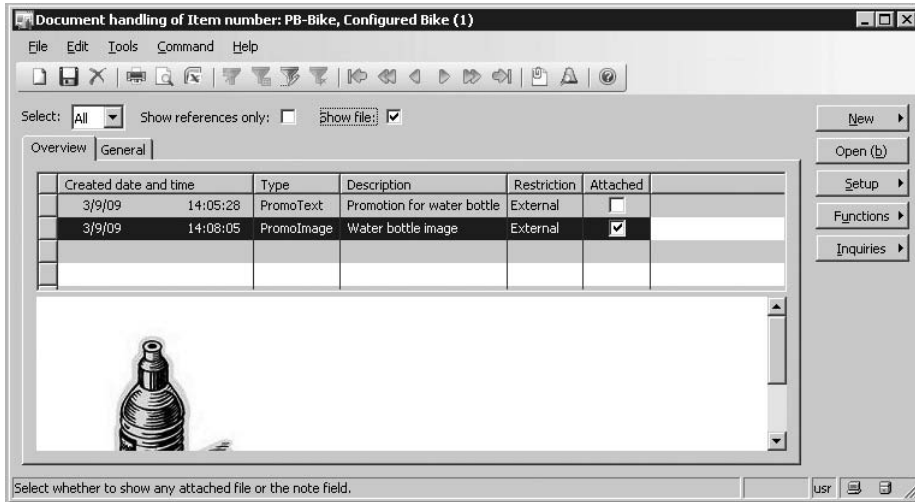 Document handling of Item number: PB-Bike, Configured Bike (1)
File Edit Tools Command Help
Select: All Show references only: Show file:
New
Overview General
Open (b)
Created date and time Type Description Restriction Attached
Setup
3/9/09 14:05:28 PromoText Promotion for water bottle External
Functions
3/9/09 14:08:05 PromoImage Water bottle image External
Inquiries
Select whether to show any attached file or the note field. usr